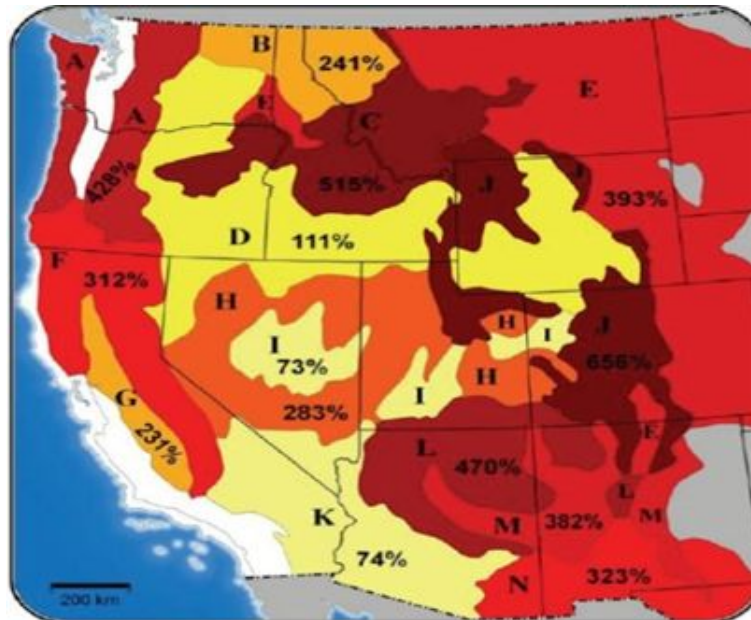 B
241%
A
E
E
A
C
428%
515%
J
J
393%
D
111%
F
312%
H
H
I
J
I
73%
656%
H
G
283%
I
231%
E
L
470%
L
K
M
382%
M
74%
N
323%
200 km